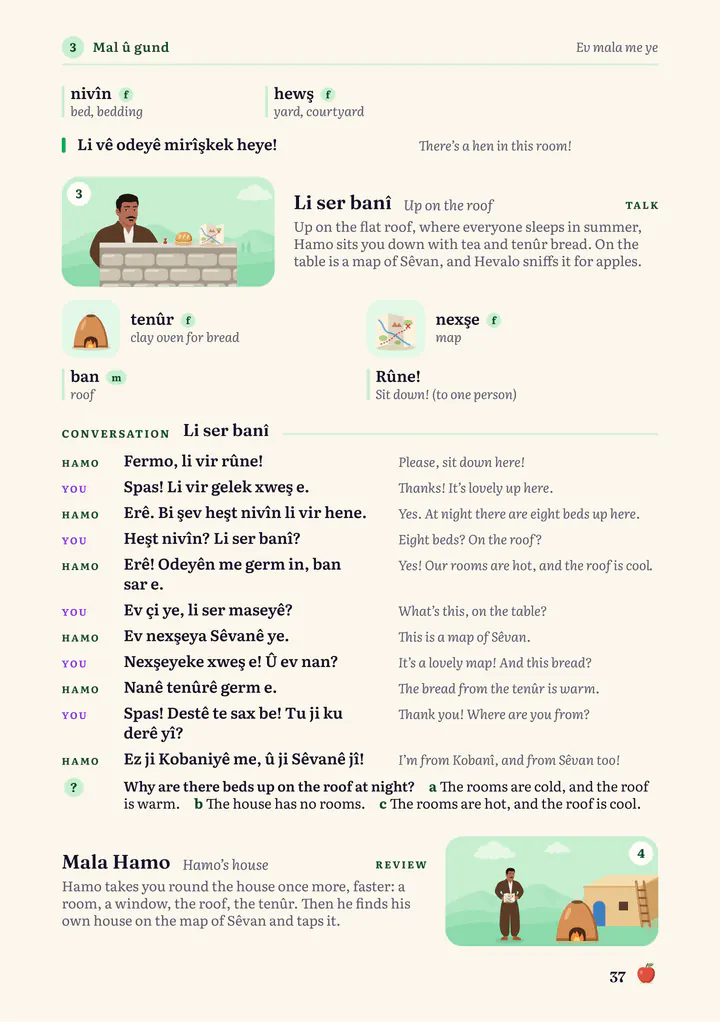 3 Mal û gund Ev mala me ye
nivîn f hewş f
bed, bedding yard, courtyard
Li vê odeyê mirîşkek heye! There's a hen in this room!
3
Li ser banî Up on the roof TALK
Up on the flat roof, where everyone sleeps in summer,
Hamo sits you down with tea and tenûr bread. On the
table is a map of Sêvan, and Hevalo sniffs it for apples.
tenûr f nexşe f
clay oven for bread map
ban m Rûne!
roof Sit down! (to one person)
CONVERSATION Li ser banî
HAMO Fermo, li vir rûne! Please, sit down here!
YOU Spas! Li vir gelek xweş e. Thanks! It's lovely up here.
HAMO Erê. Bi şev heşt nivîn li vir hene. Yes. At night there are eight beds up here.
YOU Heşt nivîn? Li ser banî? Eight beds? On the roof?
HAMO Erê! Odeyên me germ in, ban Yes! Our rooms are hot, and the roof is cool.
sar e.
YOU Ev çi ye, li ser maseyê? What's this, on the table?
HAMO Ev nexşeya Sêvanê ye. This is a map of Sêvan.
YOU Nexşeyeke xweş e! Û ev nan? It's a lovely map! And this bread?
HAMO Nanê tenûrê germ e. The bread from the tenûr is warm.
YOU Spas! Destê te sax be! Tu ji ku Thank you! Where are you from?
derê yî?
HAMO Ez ji Kobaniyê me, û ji Sêvanê jî! I'm from Kobanî, and from Sêvan too!
? Why are there beds up on the roof at night? a The rooms are cold, and the roof
is warm. b The house has no rooms. c The rooms are hot, and the roof is cool.
Mala Hamo Hamo's house REVIEW
Hamo takes you round the house once more, faster: a
room, a window, the roof, the tenûr. Then he finds his
own house on the map of Sêvan and taps it.
4
37